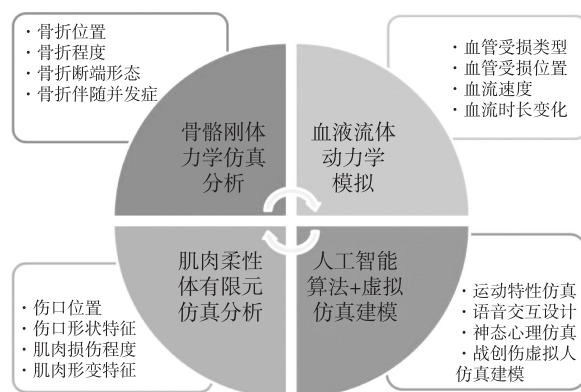 · 骨折位置
· 骨折程度
· 骨折断端形态
· 骨折伴随并发症
· 血管受损类型
· 血管受损位置
· 血流速度
· 血流时长变化
骨骼刚体
力学仿真
分析
血液流体
动力学
模拟
肌肉柔性
体有限元
仿真分析
人工智能
算法+虚拟
仿真建模
· 伤口位置
· 伤口形状特征
· 肌肉损伤程度
· 肌肉形变特征
· 运动特性仿真
· 语音交互设计
· 神态心理仿真
· 战创伤虚拟人
仿真建模